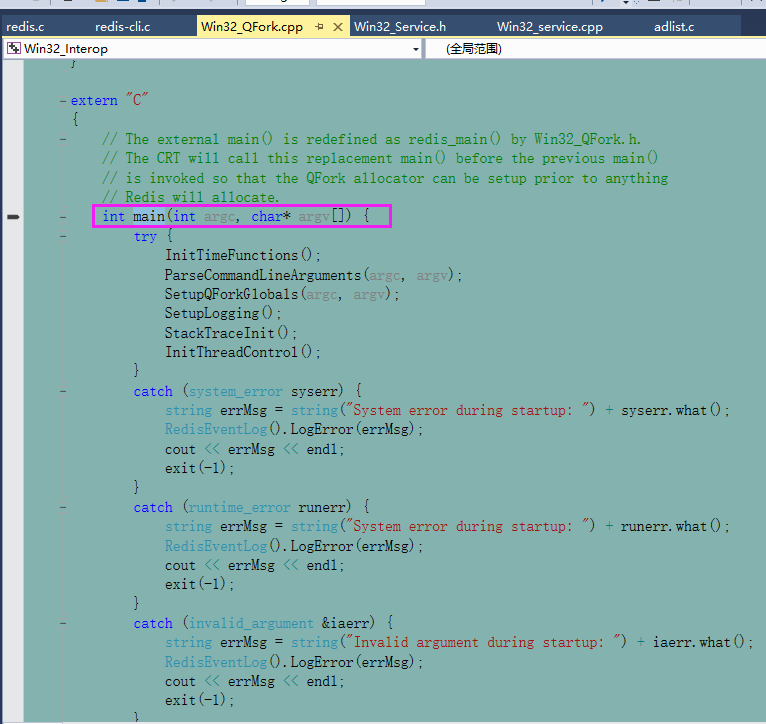 redis.c redis-cli.c Win32_QFork.cpp Win32_Service.h Win32_service.cpp adlist.c
Win32_Interop (全局范围)
}
extern "C"
{
// The external main() is redefined as redis_main() by Win32_QFork.h.
// The CRT will call this replacement main() before the previous main()
// is invoked so that the QFork allocator can be setup prior to anything
// Redis will allocate.
int main(int argc, char* argv[]) {
try {
InitTimeFunctions();
ParseCommandLineArguments(argc, argv);
SetupQForkGlobals(argc, argv);
SetupLogging();
StackTraceInit();
InitThreadControl();
}
catch (system_error syserr) {
string errMsg = string("System error during startup: ") + syserr.what();
RedisEventLog().LogError(errMsg);
cout << errMsg << endl;
exit(-1);
}
catch (runtime_error runerr) {
string errMsg = string("System error during startup: ") + runerr.what();
RedisEventLog().LogError(errMsg);
cout << errMsg << endl;
exit(-1);
}
catch (invalid_argument &iaerr) {
string errMsg = string("Invalid argument during startup: ") + iaerr.what();
RedisEventLog().LogError(errMsg);
cout << errMsg << endl;
exit(-1);
}